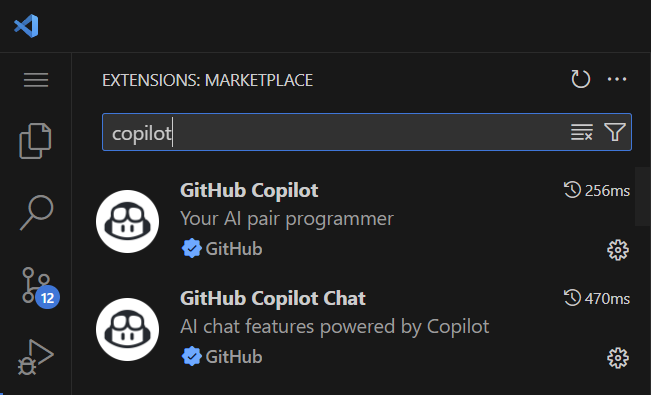 EXTENSIONS: MARKETPLACE
copilot
GitHub Copilot 256ms
Your AI pair programmer
GitHub
12
GitHub Copilot Chat 470ms
AI chat features powered by Copilot
GitHub